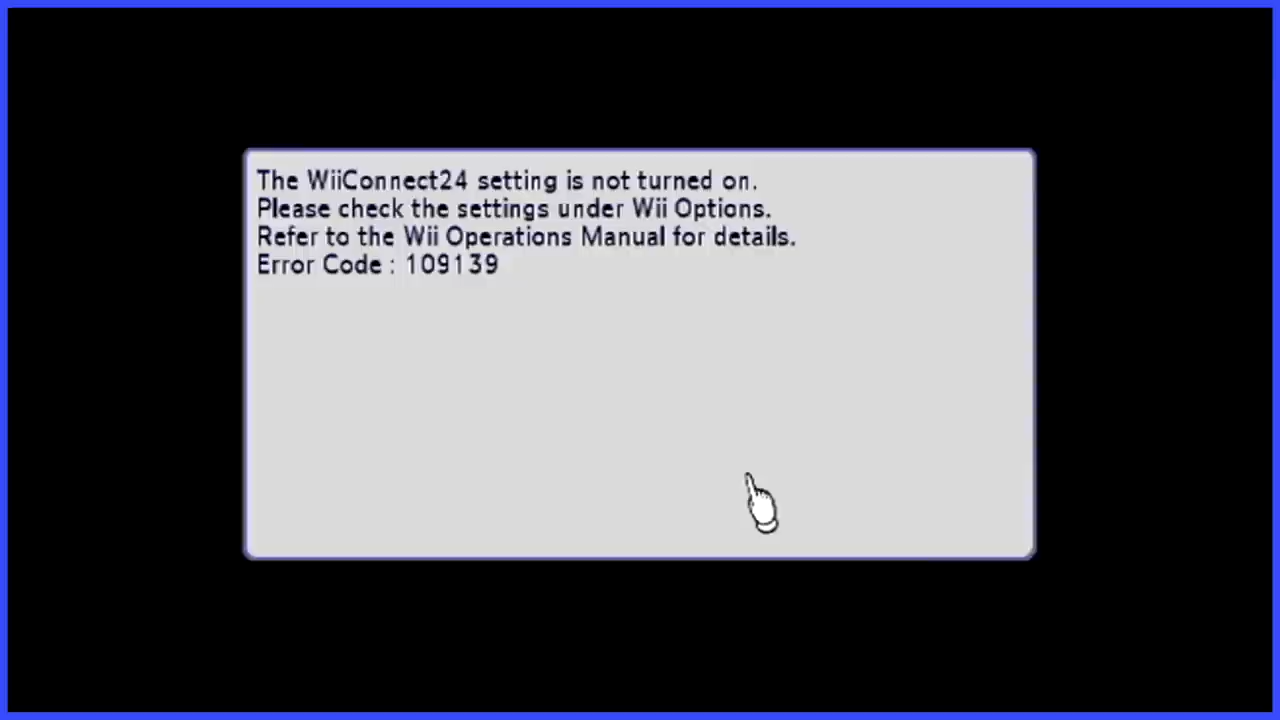 The WiiConnect24 setting is not turned on.
Please check the settings under Wii Options.
Refer to the Wii Operations Manual for details.
Error Code : 109139